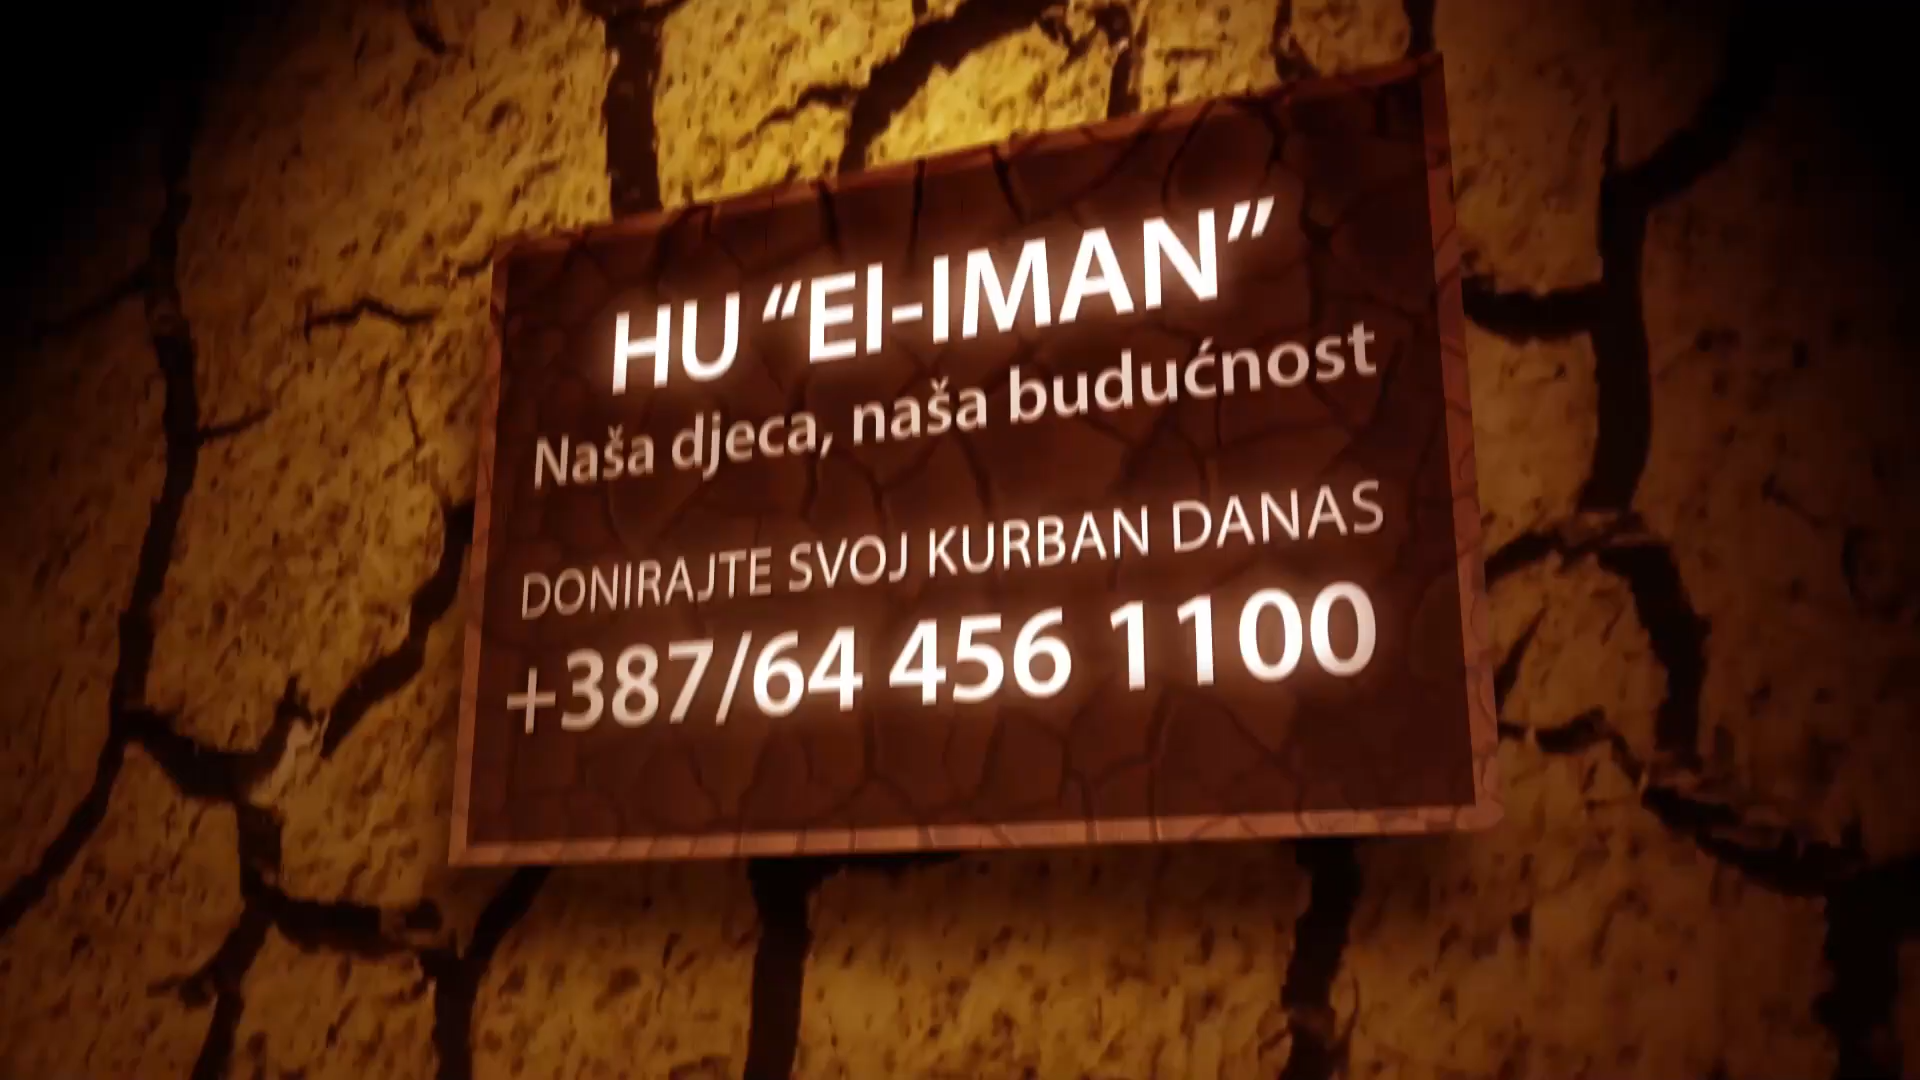 HU “El-IMAN”
Naša djeca, naša budućnost
DONIRAJTE SVOJ KURBAN DANAS
+387/64 456 1100